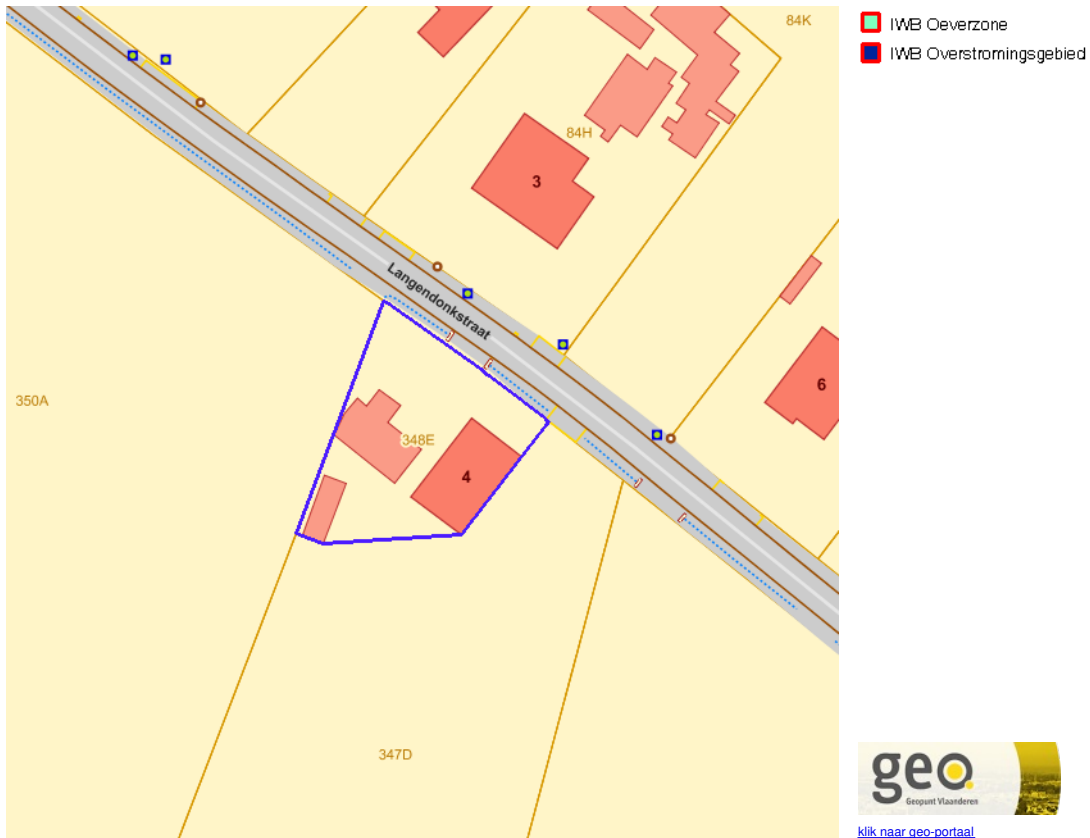 84K
IWB Oeverzone
IWB Overstromingsgebied
84H
3
Langendonkstraat
6
350A
348E
4
347D
geo.
Geopunt Vlaanderen
klik naar geo-portaal